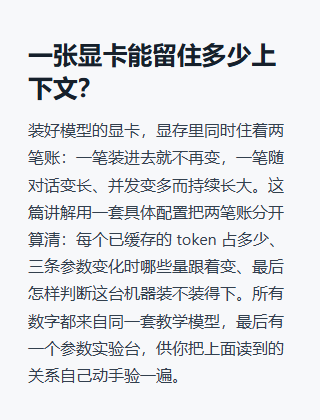 一张显卡能留住多少上
下文？
装好模型的显卡，显存里同时住着两
笔账：一笔装进去就不再变，一笔随
对话变长、并发变多而持续长大。这
篇讲解用一套具体配置把两笔账分开
算清：每个已缓存的 token 占多少、
三条参数变化时哪些量跟着变、最后
怎样判断这台机器装不装得下。所有
数字都来自同一套教学模型，最后有
一个参数实验台，供你把上面读到的
关系自己动手验一遍。